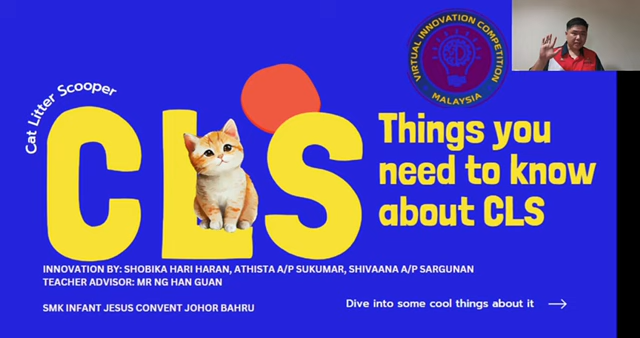 VIRTUAL INNOVATION COMPETITION
MALAYSIA
Cat Litter Scooper
CLS
Things you
need to know
about CLS
INNOVATION BY: SHOBIKA HARI HARAN, ATHISTA A/P SUKUMAR, SHIVAANA A/P SARGUNAN
TEACHER ADVISOR: MR NG HAN GUAN
SMK INFANT JESUS CONVENT JOHOR BAHRU
Dive into some cool things about it